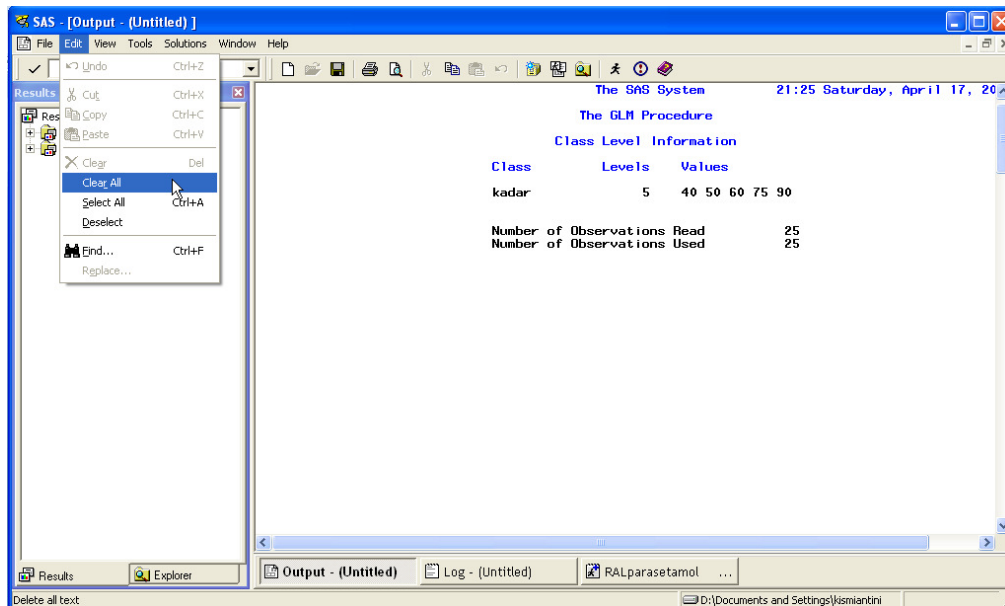 SAS - [Output - (Untitled) ]
File Edit View Tools Solutions Window Help
Undo Ctrl+Z
Cut Ctrl+X
Copy Ctrl+C
Paste Ctrl+V
Clear Del
Clear All
Select All Ctrl+A
Deselect
Find... Ctrl+F
Replace...
Results
Res
The SAS System 21:25 Saturday, April 17, 20
The GLM Procedure
Class Level Information
Class Levels Values
kadar 5 40 50 60 75 90
Number of Observations Read 25
Number of Observations Used 25
Results Explorer
Output - (Untitled) Log - (Untitled) RALparasetamol ...
Delete all text D:\Documents and Settings\kismiantini